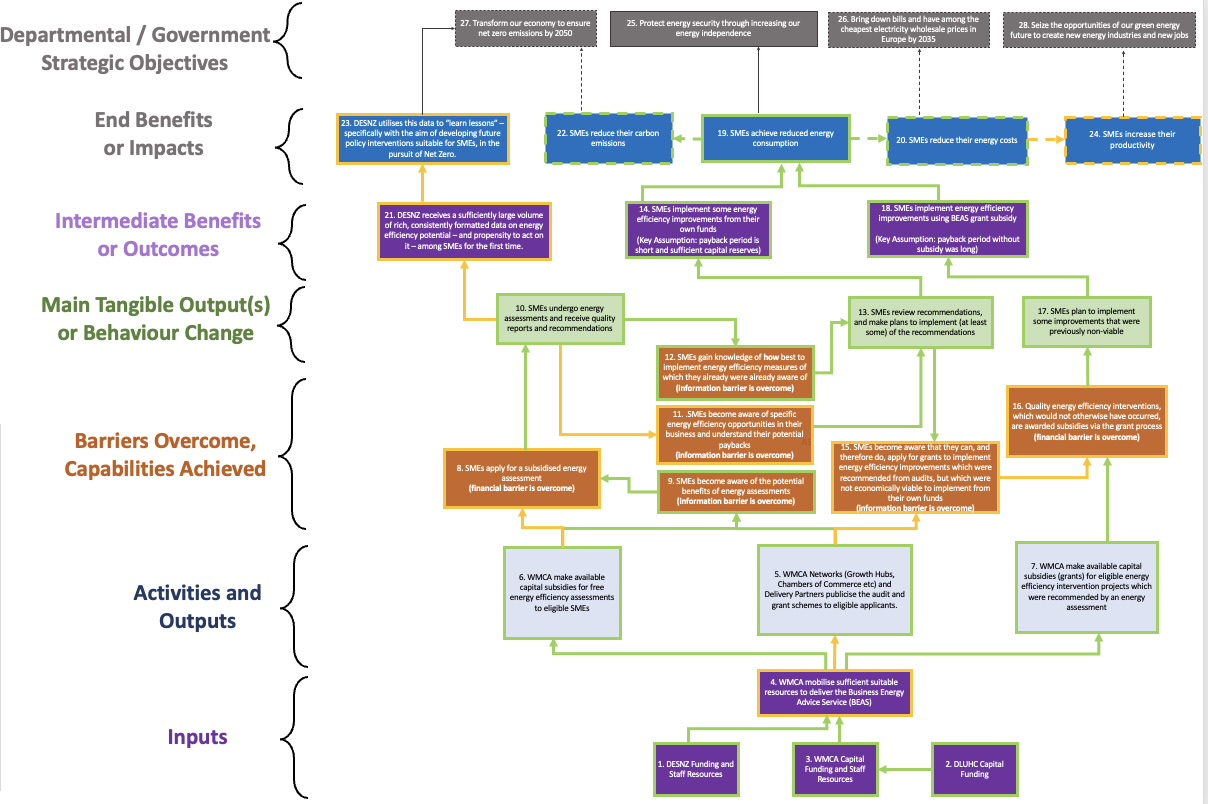 Departmental / Government
Strategic Objectives
27. Transform our economy to ensure
net zero emissions by 2050
25. Protect energy security through increasing our
energy independence
26. Bring down bills and have among the
cheapest electricity wholesale prices in
Europe by 2035
28. Seize the opportunities of our green energy
future to create new energy industries and new jobs
End Benefits
or Impacts
23. DESNZ utilises this data to “learn lessons” –
specifically with the aim of developing future
policy interventions suitable for SMEs, in the
pursuit of Net Zero.
22. SMEs reduce their carbon
emissions
19. SMEs achieve reduced energy
consumption
20. SMEs reduce their energy costs
24. SMEs increase their
productivity
Intermediate Benefits
or Outcomes
21. DESNZ receives a sufficiently large volume
of rich, consistently formatted data on energy
efficiency potential – and propensity to act on
it – among SMEs for the first time.
14. SMEs implement some energy
efficiency improvements from their
own funds
(Key Assumption: payback period is
short and sufficient capital reserves)
18. SMEs implement energy efficiency
improvements using BEAS grant subsidy
(Key Assumption: payback period without
subsidy was long)
Main Tangible Output(s)
or Behaviour Change
10. SMEs undergo energy
assessments and receive quality
reports and recommendations
13. SMEs review recommendations,
and make plans to implement (at least
some) of the recommendations
17. SMEs plan to implement
some improvements that were
previously non-viable
12. SMEs gain knowledge of how best to
implement energy efficiency measures of
which they already were already aware of
(information barrier is overcome)
Barriers Overcome,
Capabilities Achieved
11. .SMEs become aware of specific
energy efficiency opportunities in their
business and understand their potential
paybacks
(information barrier is overcome)
16. Quality energy efficiency interventions,
which would not otherwise have occurred,
are awarded subsidies via the grant process
(financial barrier is overcome)
8. SMEs apply for a subsidised energy
assessment
(financial barrier is overcome)
9. SMEs become aware of the potential
benefits of energy assessments
(information barrier is overcome)
15. SMEs become aware that they can, and
therefore do, apply for grants to implement
energy efficiency improvements which were
recommended from audits, but which were
not economically viable to implement from
their own funds
(information barrier is overcome)
Activities and
Outputs
6. WMCA make available
capital subsidies for free
energy efficiency assessments
to eligible SMEs
5. WMCA Networks (Growth Hubs,
Chambers of Commerce etc) and
Delivery Partners publicise the audit and
grant schemes to eligible applicants.
7. WMCA make available capital
subsidies (grants) for eligible energy
efficiency intervention projects which
were recommended by an energy
assessment
Inputs
4. WMCA mobilise sufficient suitable
resources to deliver the Business Energy
Advice Service (BEAS)
1. DESNZ Funding and
Staff Resources
3. WMCA Capital
Funding and Staff
Resources
2. DLUHC Capital
Funding